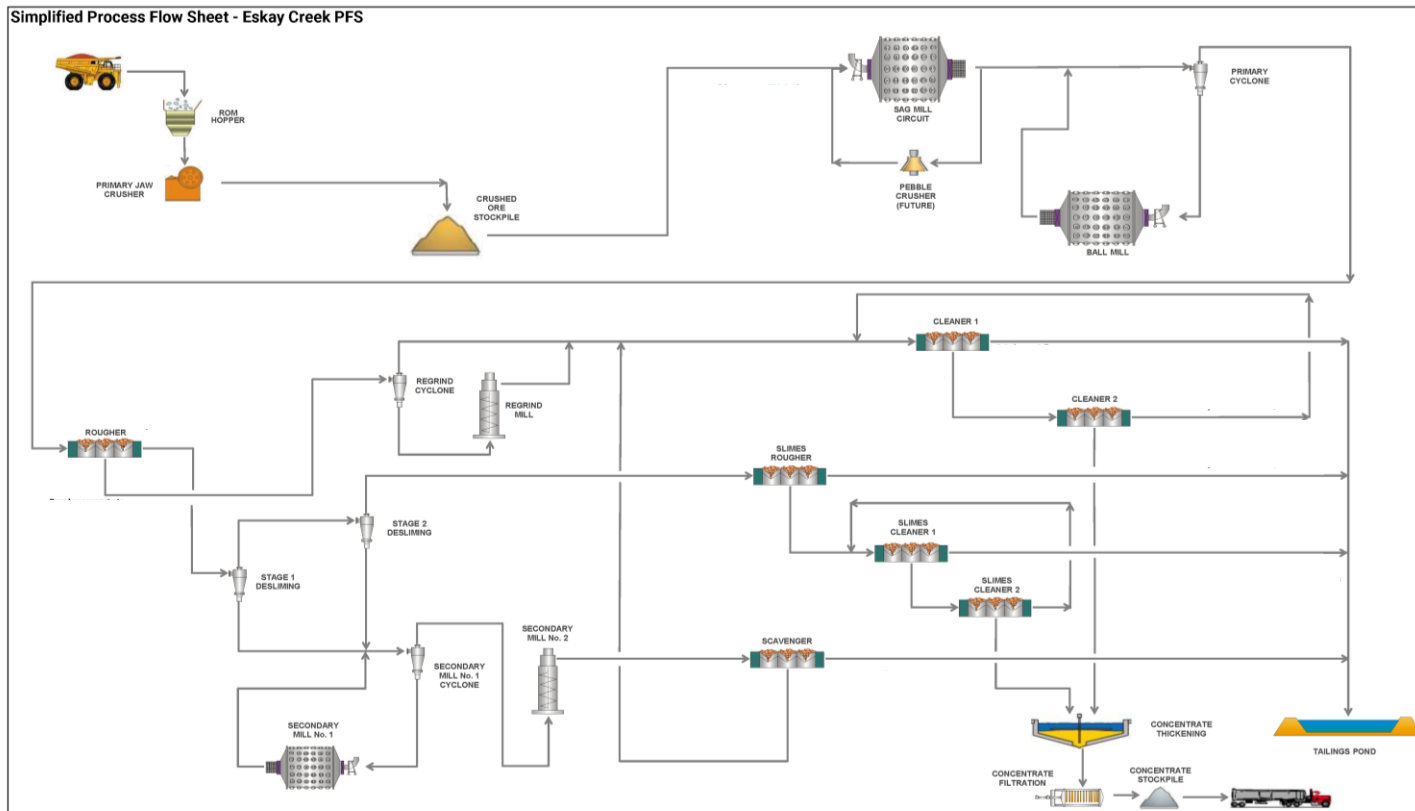 Simplified Process Flow Sheet - Eskay Creek PFS
ROM
HOPPER
PRIMARY JAW
CRUSHER
CRUSHED
ORE
STOCKPILE
SAG MILL
CIRCUIT
PEBBLE
CRUSHER
(FUTURE)
PRIMARY
CYCLONE
BALL MILL
CLEANER 1
REGRIND
CYCLONE
REGRIND
MILL
CLEANER 2
ROUGHER
SLIMES
ROUGHER
STAGE 2
DESLIMING
SLIMES
CLEANER 1
STAGE 1
DESLIMING
SLIMES
CLEANER 2
SECONDARY
MILL No. 2
SCAVENGER
SECONDARY
MILL No. 1
CYCLONE
SECONDARY
MILL No. 1
CONCENTRATE
THICKENING
TAILINGS POND
CONCENTRATE
FILTRATION
CONCENTRATE
STOCKPILE